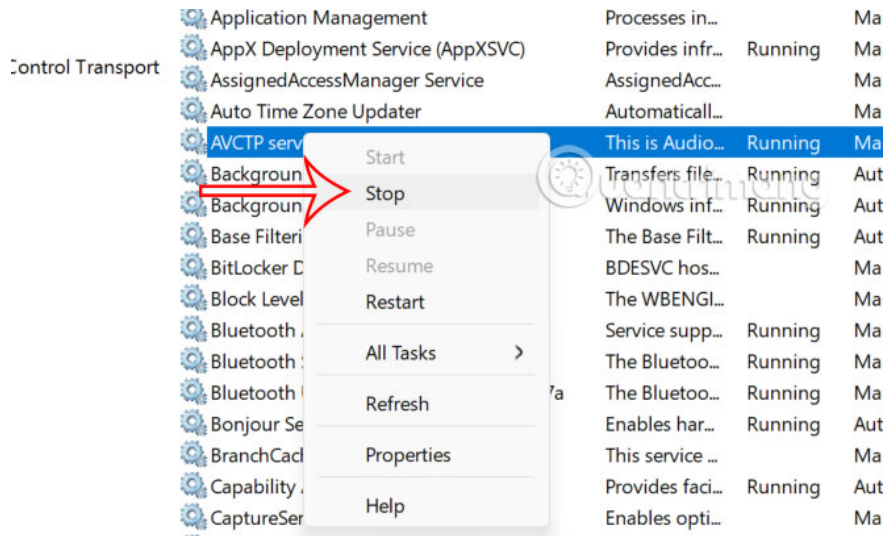 Application Management Processes in... Ma
AppX Deployment Service (AppXSVC) Provides infr... Running Ma
Control Transport
AssignedAccessManager Service AssignedAcc... Ma
Auto Time Zone Updater Automaticall... Ma
AVCTP serv This is Audio... Running Ma
Start
Backgroun Transfers file... Running Aut
Stop
Backgroun Windows inf... Running Aut
Pause
Base Filteri The Base Filt... Running Aut
Resume
BitLocker D BDESVC hos... Ma
Restart
Block Level The WBENGI... Ma
Bluetooth Service supp... Running Ma
All Tasks
Bluetooth The Bluetoo... Running Ma
Bluetooth 7a The Bluetoo... Running Ma
Refresh
Bonjour Se Enables har... Running Aut
BranchCach This service ... Ma
Properties
Capability Provides faci... Running Aut
Help
CaptureSer Enables opti... Ma